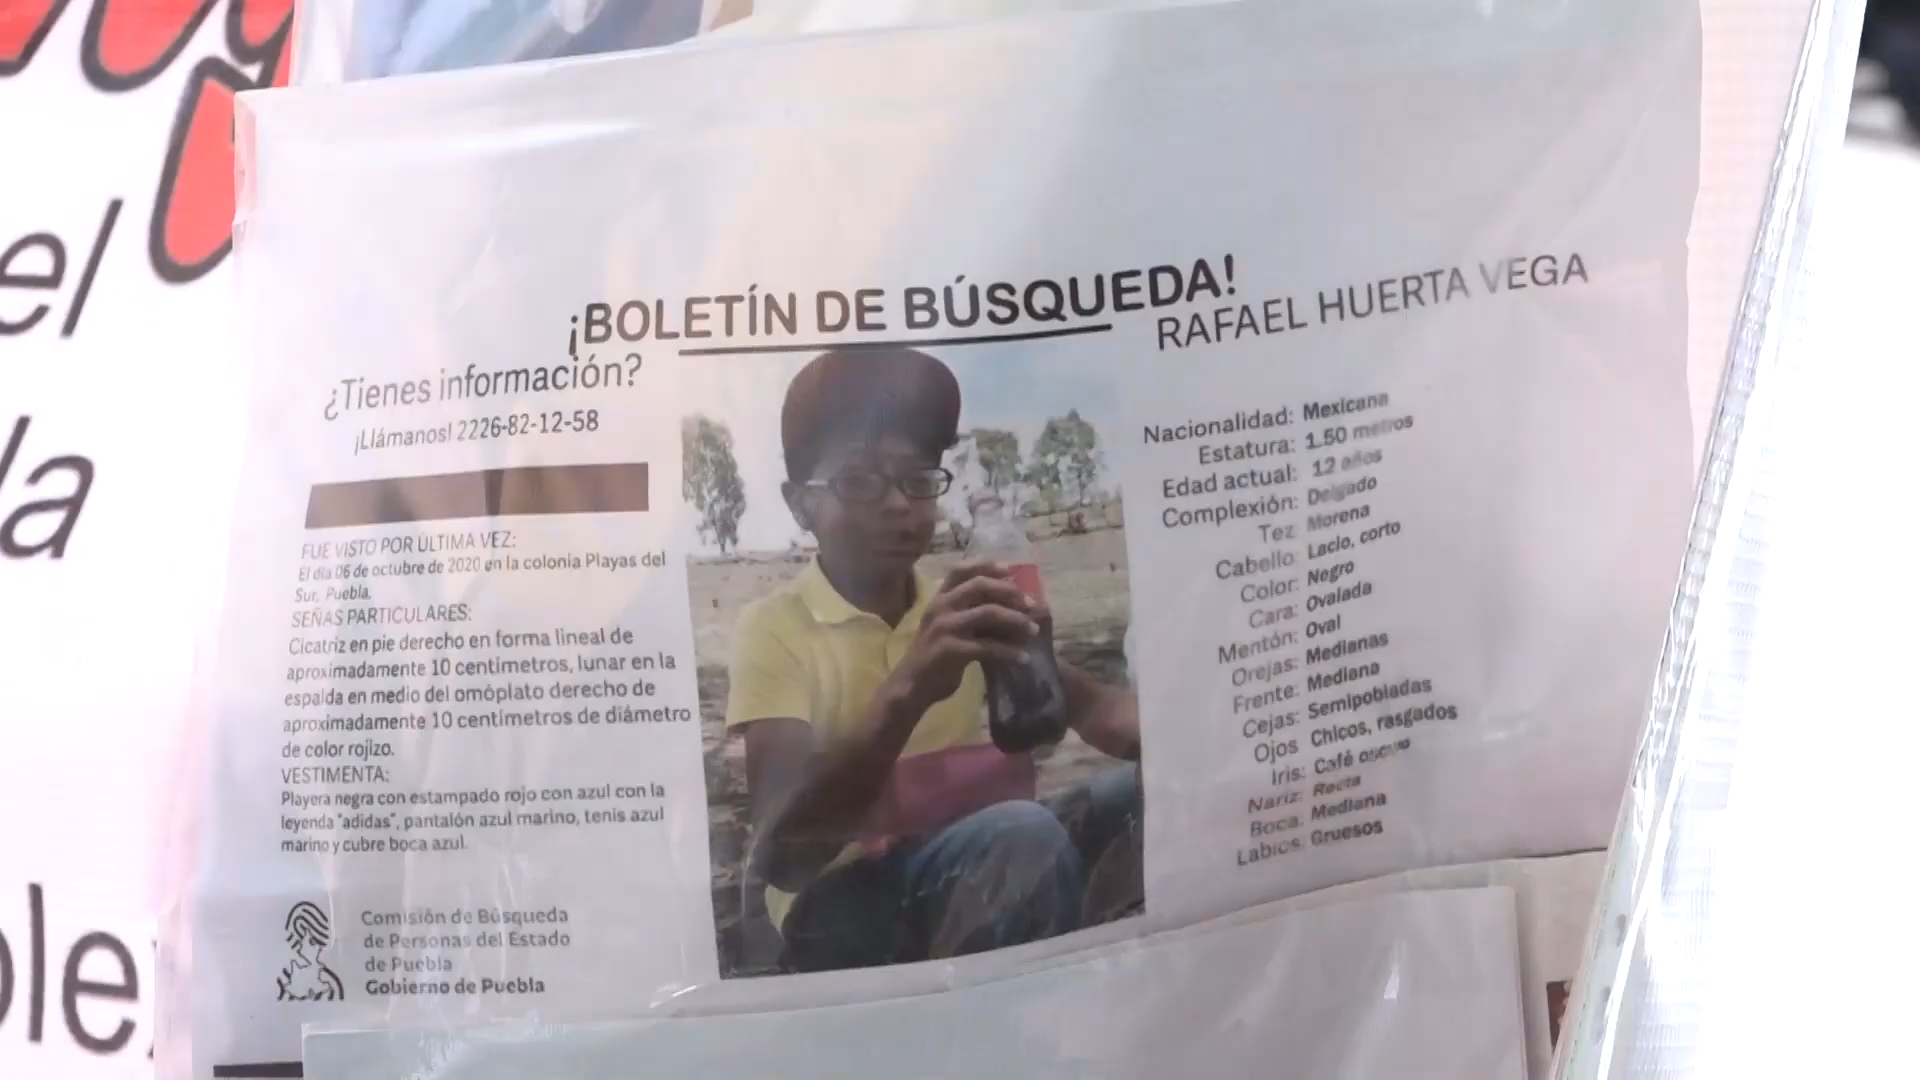 el
la
ple
¡BOLETÍN DE BÚSQUEDA!
RAFAEL HUERTA VEGA
¿Tienes información?
¡Llámanos! 2226-82-12-58
FUE VISTO POR ÚLTIMA VEZ:
El día 06 de octubre de 2020 en la colonia Playas del
Sur, Puebla.
SEÑAS PARTICULARES:
Cicatriz en pie derecho en forma lineal de
aproximadamente 10 centímetros, lunar en la
espalda en medio del omóplato derecho de
aproximadamente 10 centímetros de diámetro
de color rojizo.
VESTIMENTA:
Playera negra con estampado rojo con azul con la
leyenda "adidas", pantalón azul marino, tenis azul
marino y cubre boca azul.
Comisión de Búsqueda
de Personas del Estado
de Puebla
Gobierno de Puebla
Nacionalidad: Mexicana
Estatura: 1.50 metros
Edad actual: 12 años
Complexión: Delgado
Tez: Morena
Cabello: Lacio, corto
Color: Negro
Cara: Ovalada
Mentón: Oval
Orejas: Medianas
Frente: Mediana
Cejas: Semipobladas
Ojos Chicos, rasgados
Iris: Café oscuro
Nariz: Recta
Boca: Mediana
Labios: Gruesos